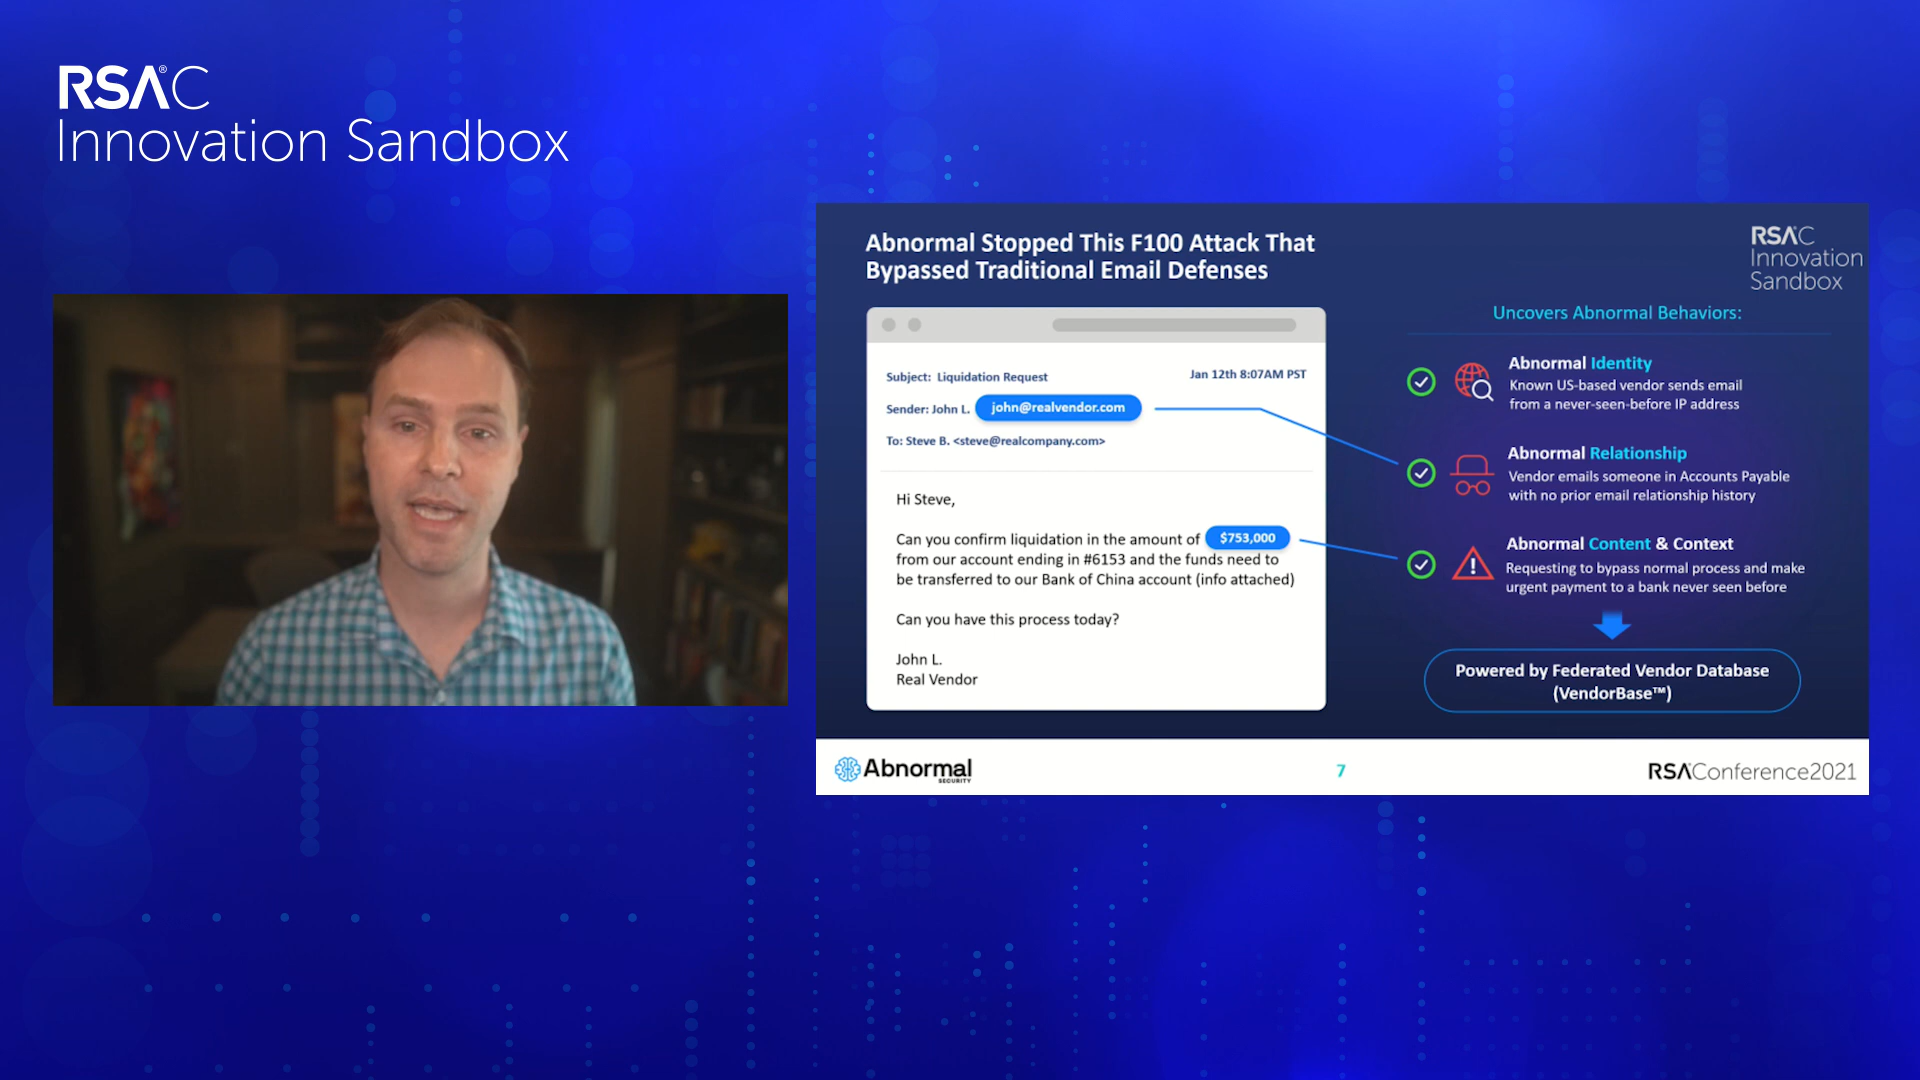 RSA®C
Innovation Sandbox
Abnormal Stopped This F100 Attack That
Bypassed Traditional Email Defenses
RSAC
Innovation
Sandbox
Subject: Liquidation Request
Jan 12th 8:07AM PST
Sender: John L. john@realvendor.com
To: Steve B. <steve@realcompany.com>
Hi Steve,
Can you confirm liquidation in the amount of $753,000
from our account ending in #6153 and the funds need to
be transferred to our Bank of China account (info attached)
Can you have this process today?
John L.
Real Vendor
Uncovers Abnormal Behaviors:
Abnormal Identity
Known US-based vendor sends email
from a never-seen-before IP address
Abnormal Relationship
Vendor emails someone in Accounts Payable
with no prior email relationship history
Abnormal Content & Context
Requesting to bypass normal process and make
urgent payment to a bank never seen before
Powered by Federated Vendor Database
(VendorBase™)
Abnormal
SECURITY
7
RSAConference2021